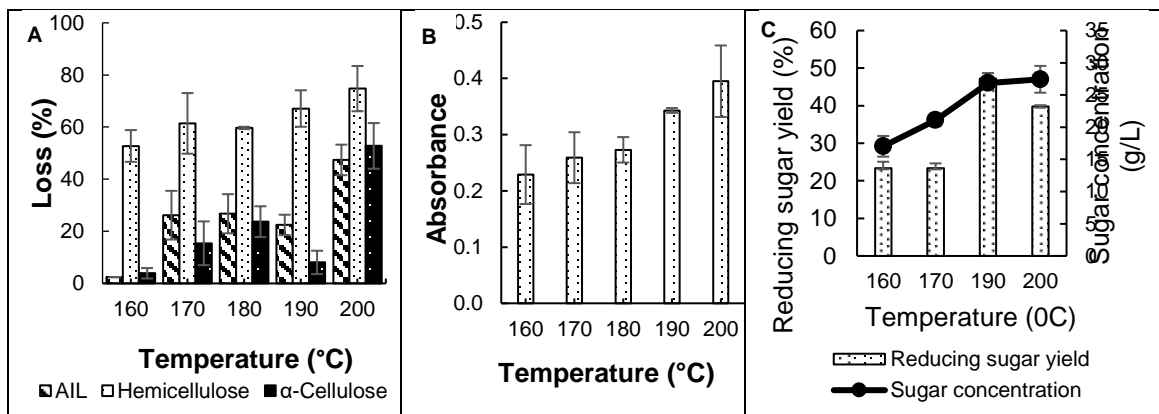 A
Loss (%)
100
80
60
40
20
0
160 170 180 190 200
Temperature (°C)
AIL Hemicellulose α-Cellulose
B
Absorbance
0.5
0.4
0.3
0.2
0.1
0.0
160 170 180 190 200
Temperature (°C)
C
Reducing sugar yield (%)
60
50
40
30
20
10
0
35
30
25
20
15
10
5
0
Sugar concentration
(g/L)
160 170 190 200
Temperature (0C)
Reducing sugar yield
Sugar concentration